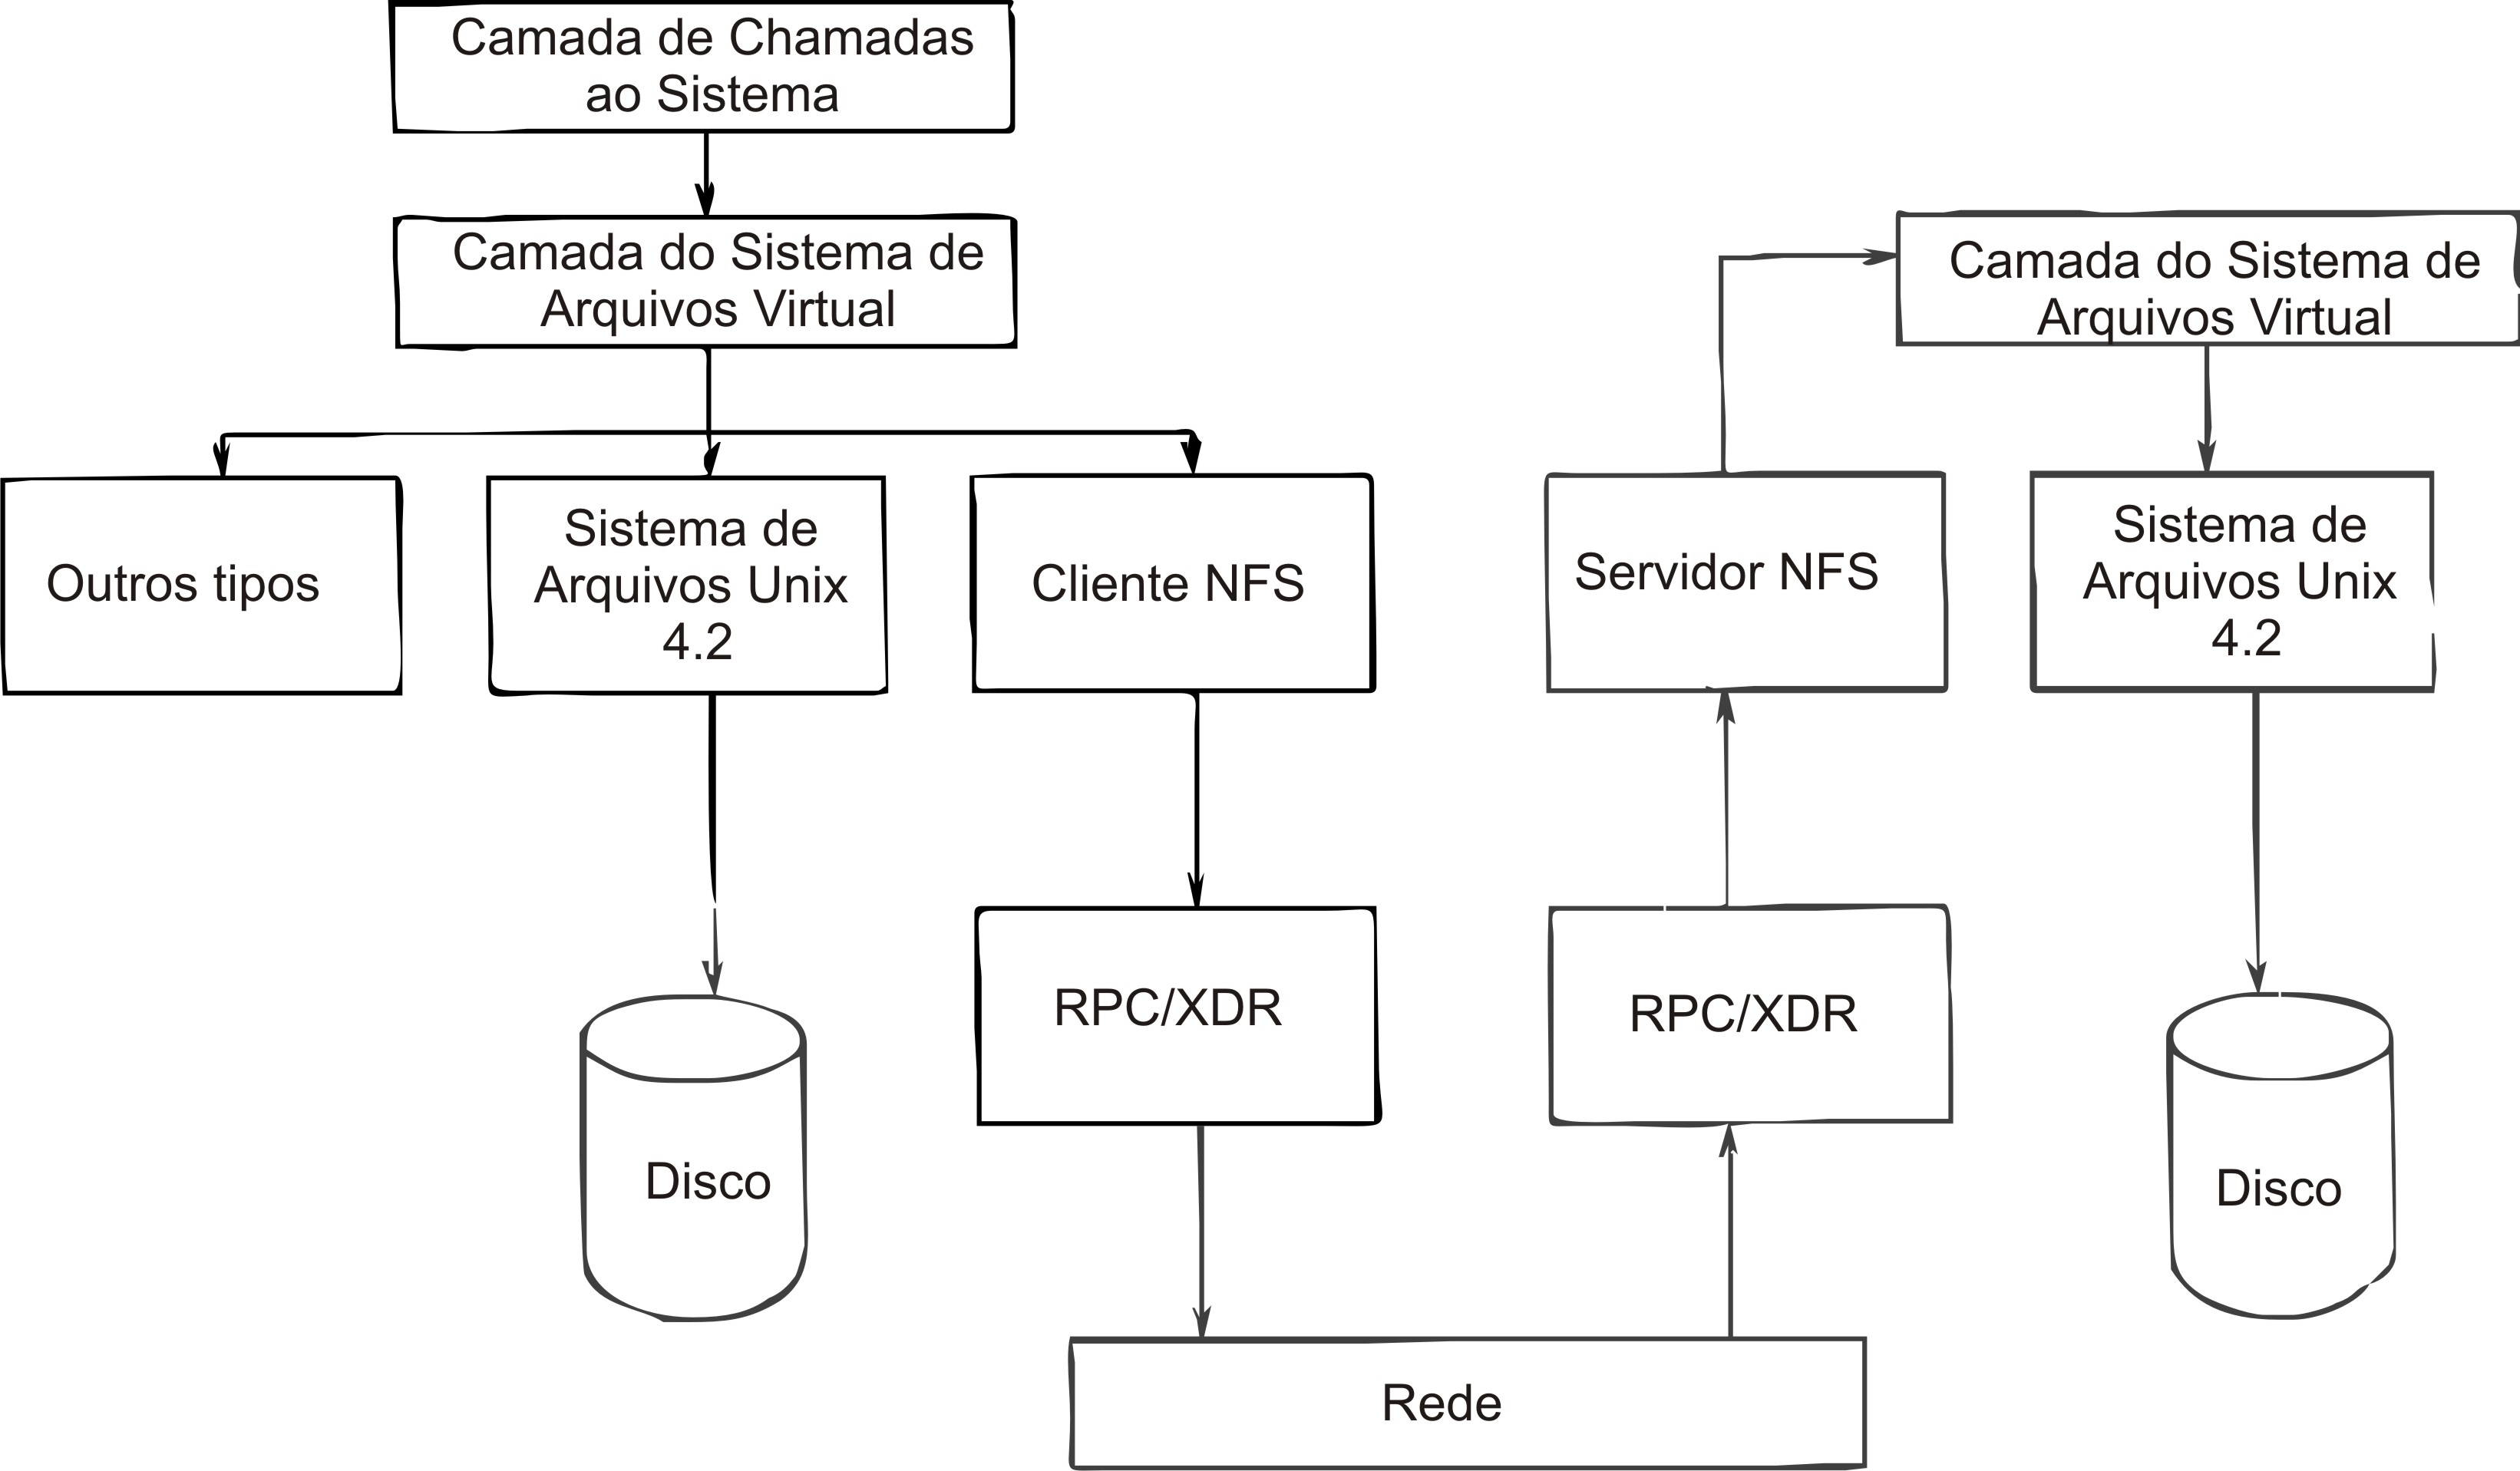 Camada de Chamadas
ao Sistema
Camada do Sistema de
Arquivos Virtual
Camada do Sistema de
Arquivos Virtual
Outros tipos
Sistema de
Arquivos Unix
4.2
Cliente NFS
Servidor NFS
Sistema de
Arquivos Unix
4.2
RPC/XDR
RPC/XDR
Disco
Disco
Rede